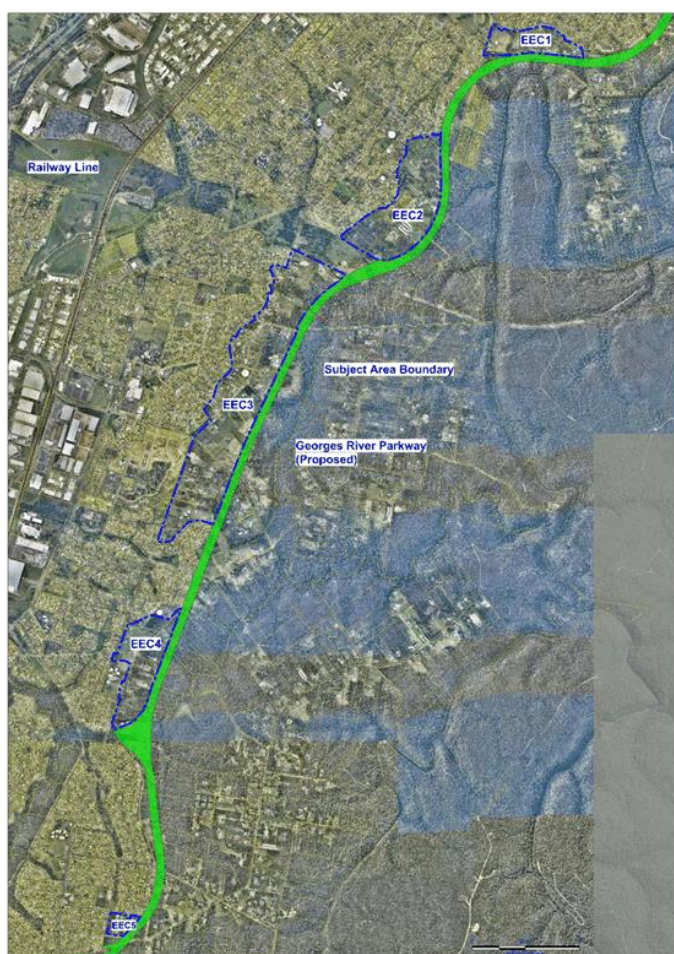 EEC1
Railway Line
EEC2
Subject Area Boundary
EEC3
Georges River Parkway
(Proposed)
EEC4
EEC5